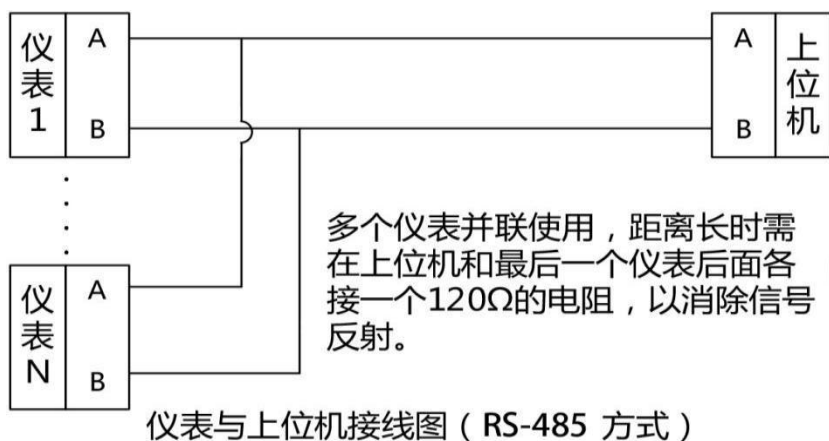 仪表1
A
B
A
B
上位机
仪表N
A
B
多个仪表并联使用，距离长时需
在上位机和最后一个仪表后面各
接一个120Ω的电阻，以消除信号
反射。
仪表与上位机接线图（RS-485 方式）